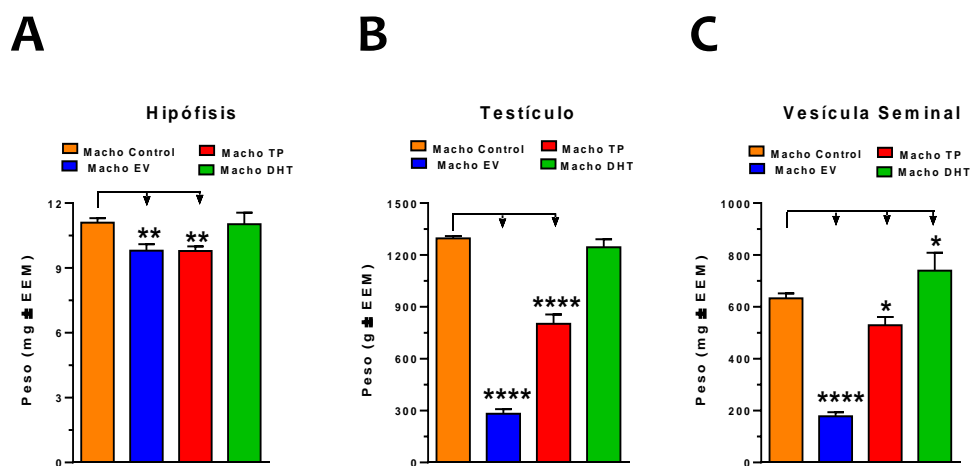 A
B
C
Hipófisis
Testículo
Vesícula Seminal
Macho Control
Macho TP
Macho EV
Macho DHT
Macho Control
Macho TP
Macho EV
Macho DHT
Macho Control
Macho TP
Macho EV
Macho DHT
Peso (mg ± EEM)
12
9
6
3
0
**
**
Peso (g ± EEM)
1500
1200
900
600
300
0
****
****
Peso (mg ± EEM)
1000
800
600
400
200
0
****
*
*